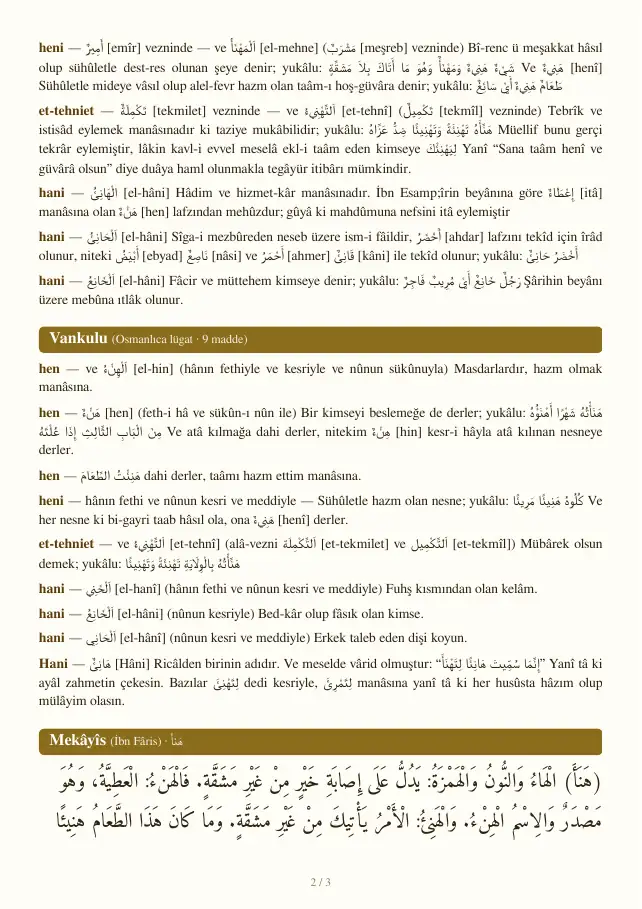 heni — أَمِيرٌ [emîr] vezninde — ve اَلْمَهْنَأُ [el-mehne] (مَشْرَبٌ [meşreb] vezninde) Bî-renc ü meşakkat hâsıl
olup sühûletle dest-res olunan şeye denir; yukâlu: شَيْءٌ هَنِيءٌ وَمَهْنَأٌ وَهُوَ مَا أَتَاكَ بِلاَ مَشَقَّةٍ Ve هَنِيءٌ [henî]
Sühûletle mideye vâsıl olup alel-fevr hazm olan taâm-ı hoş-güvâra denir; yukâlu: طَعَامٌ هَنِيءٌ أَيْ سَائِغٌ
et-tehniet — تَكْمِلَةٌ [tekmilet] vezninde — ve اَلتَّهْنِيءُ [et-tehnî] (تَكْمِيلٌ [tekmîl] vezninde) Tebrîk ve
istisâd eylemek manâsınadır ki taziye mukâbilidir; yukâlu: هَنَّأَهُ تَهْنِئَةً وَتَهْنِيئًا ضِدُّ عَزَّاهُ Müellif bunu gerçi
tekrâr eylemiştir, lâkin kavl-i evvel meselâ ekl-i taâm eden kimseye لِيَهْنِئْكَ Yanî “Sana taâm henî ve
güvârâ olsun” diye duâya haml olunmakla tegâyür itibârı mümkindir.
hani — اَلْهَانِئُ [el-hâni] Hâdim ve hizmet-kâr manâsınadır. İbn Esamp;îrin beyânına göre إِعْطَاءٌ [itâ]
manâsına olan هَنْءٌ [hen] lafzından mehûzdur; gûyâ ki mahdûmuna nefsini itâ eylemiştir
hani — اَلْحَانِئُ [el-hâni] Sîga-i mezbûreden neseb üzere ism-i fâildir, أَخْضَرُ [ahdar] lafzını tekîd için îrâd
olunur, niteki أَبْيَضُ [ebyad] نَاصِعٌ [nâsi] ve أَحْمَرُ [ahmer] قَانِئٌ [kâni] ile tekîd olunur; yukâlu: أَخْضَرُ حَانِئٌ
hani — اَلْخَانِعُ [el-hâni] Fâcir ve müttehem kimseye denir; yukâlu: رَجُلٌ خَانِعٌ أَيْ مُرِيبٌ فَاجِرٌ Şârihin beyânı
üzere mebûna ıtlâk olunur.
Vankulu (Osmanlıca lügat · 9 madde)
hen — ve اَلْهِنْءُ [el-hin] (hânın fethiyle ve kesriyle ve nûnun sükûnuyla) Masdarlardır, hazm olmak
manâsına.
hen — هَنْءٌ [hen] (feth-i hâ ve sükûn-ı nûn ile) Bir kimseyi beslemeğe de derler; yukâlu: هَنَأْتُهُ شَهْرًا أَهْنَؤُهُ
مِنَ الْبَابِ الثَّالِثِ إِذَا عُلْتَهُ Ve atâ kılmağa dahi derler, nitekim هِنْءٌ [hin] kesr-i hâyla atâ kılınan nesneye
derler.
hen — هَنِئْتُ الطَّعَامَ dahi derler, taâmı hazm ettim manâsına.
heni — hânın fethi ve nûnun kesri ve meddiyle — Sühûletle hazm olan nesne; yukâlu: كُلُوهُ هَنِيئًا مَرِيئًا Ve
her nesne ki bi-gayri taab hâsıl ola, ona هَنِيءٌ [henî] derler.
et-tehniet — ve اَلتَّهْنِيءُ [et-tehnî] (alâ-vezni اَلتَّكْمِلَة [et-tekmilet] ve اَلتَّكْمِيل [et-tekmîl]) Mübârek olsun
demek; yukâlu: هَنَّأْتُهُ بِالْوِلاَيَةِ تَهْنِئَةً وَتَهْنِيئًا
hani — اَلْخَنِي [el-hanî] (hânın fethi ve nûnun kesri ve meddiyle) Fuhş kısmından olan kelâm.
hani — اَلْخَانِعُ [el-hâni] (nûnun kesriyle) Bed-kâr olup fâsık olan kimse.
hani — اَلْحَانِي [el-hânî] (nûnun kesri ve meddiyle) Erkek taleb eden dişi koyun.
Hani — هَانِئٌ [Hâni] Ricâlden birinin adıdır. Ve meselde vârid olmuştur: “إِنَّمَا سُمِّيتَ هَانِئًا لِتَهْنَأَ” Yanî tâ ki
ayâl zahmetin çekesin. Bazılar لِتَهْنِئَ dedi kesriyle, لِتُمْرِئَ manâsına yanî tâ ki her husûsta hâzım olup
mülâyim olasın.
Mekâyîs (İbn Fâris) · هَنَأَ
(هَنَأَ) الْهَاءُ وَالنُّونُ وَالْهَمْزَةُ: يَدُلُّ عَلَى إِصَابَةِ خَيْرٍ مِنْ غَيْرِ مَشَقَّةٍ. فَالْهَنْءُ: الْعَطِيَّةُ، وَهُوَ
مَصْدَرٌ وَالِاسْمُ الْهِنْءُ. وَالْهَنِئُ: الْأَمْرُ يَأْتِيكَ مِنْ غَيْرِ مَشَقَّةٍ. وَمَا كَانَ هَذَا الطَّعَامُ هَنِيئًا
2 / 3